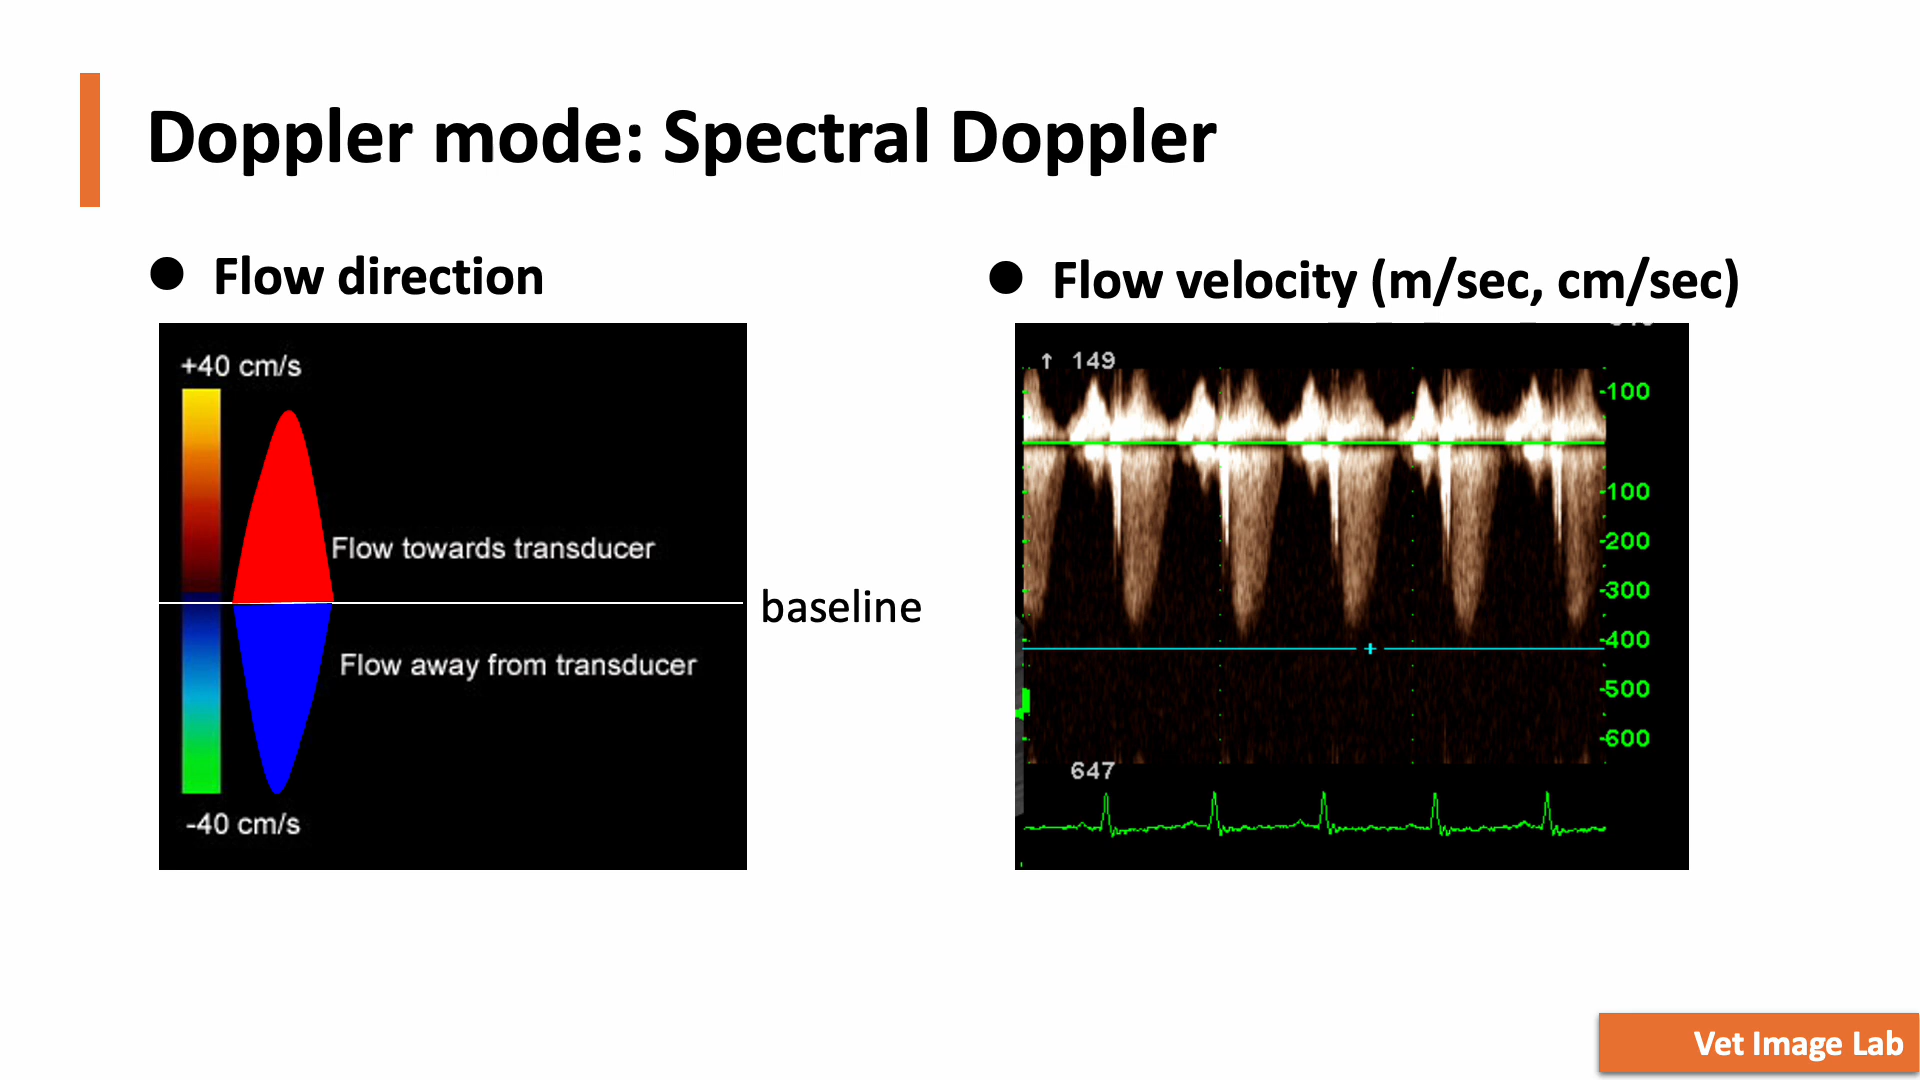 Doppler mode: Spectral Doppler
● Flow direction
+40 cm/s
Flow towards transducer
baseline
Flow away from transducer
-40 cm/s
● Flow velocity (m/sec, cm/sec)
↑ 149
-100
-100
-200
-300
-400
-500
-600
647
Vet Image Lab